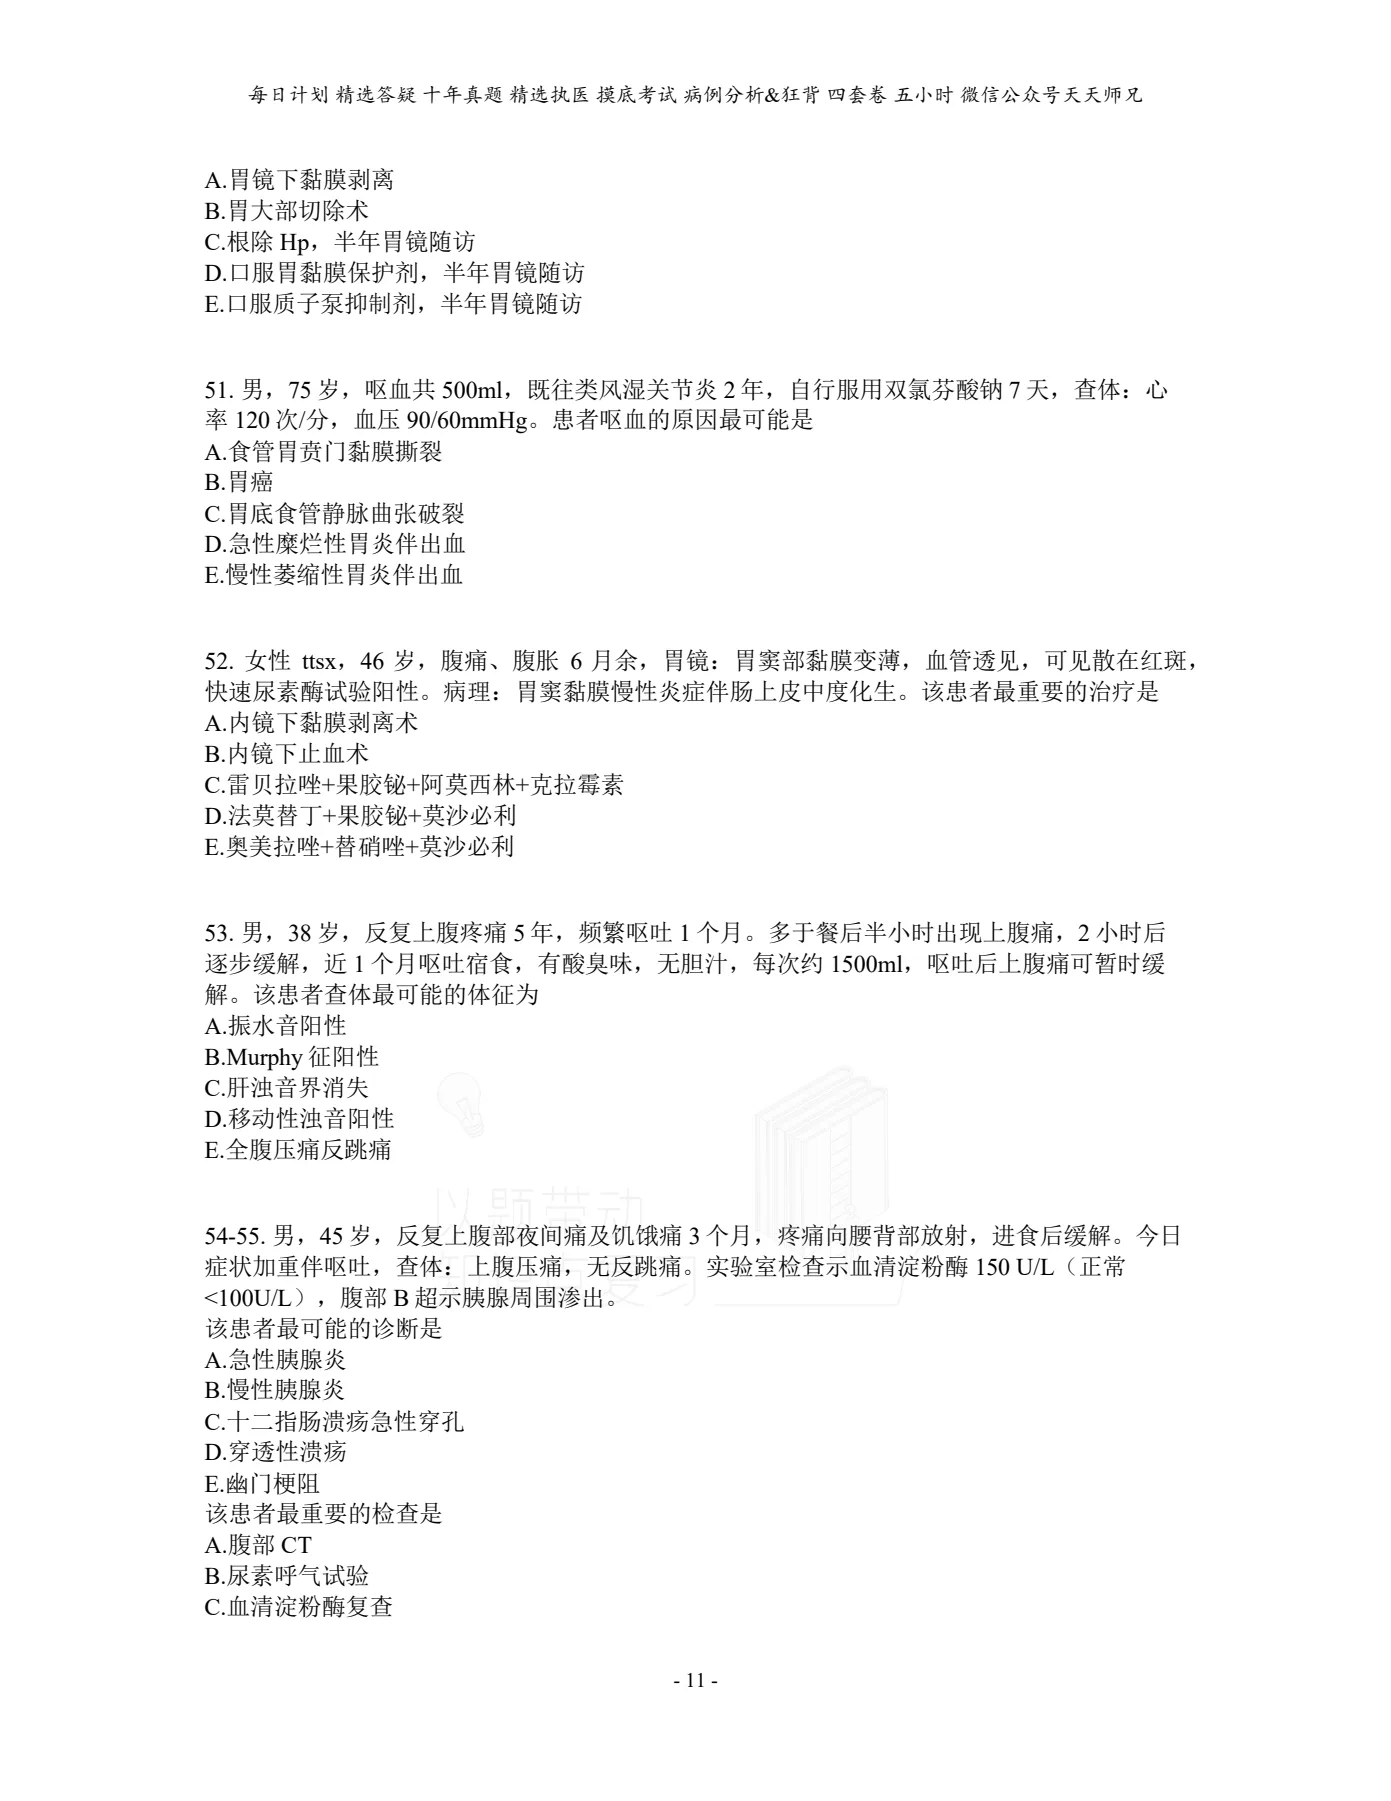 每日计划 精选答疑 十年真题 精选执医 摸底考试 病例分析&狂背 四套卷 五小时 微信公众号天天师兄
A.胃镜下黏膜剥离
B.胃大部切除术
C.根除 Hp，半年胃镜随访
D.口服胃黏膜保护剂，半年胃镜随访
E.口服质子泵抑制剂，半年胃镜随访
51. 男，75 岁，呕血共 500ml，既往类风湿关节炎 2 年，自行服用双氯芬酸钠 7 天，查体：心
率 120 次/分，血压 90/60mmHg。患者呕血的原因最可能是
A.食管胃贲门黏膜撕裂
B.胃癌
C.胃底食管静脉曲张破裂
D.急性糜烂性胃炎伴出血
E.慢性萎缩性胃炎伴出血
52. 女性 ttsx，46 岁，腹痛、腹胀 6 月余，胃镜：胃窦部黏膜变薄，血管透见，可见散在红斑，
快速尿素酶试验阳性。病理：胃窦黏膜慢性炎症伴肠上皮中度化生。该患者最重要的治疗是
A.内镜下黏膜剥离术
B.内镜下止血术
C.雷贝拉唑+果胶铋+阿莫西林+克拉霉素
D.法莫替丁+果胶铋+莫沙必利
E.奥美拉唑+替硝唑+莫沙必利
53. 男，38 岁，反复上腹疼痛 5 年，频繁呕吐 1 个月。多于餐后半小时出现上腹痛，2 小时后
逐步缓解，近 1 个月呕吐宿食，有酸臭味，无胆汁，每次约 1500ml，呕吐后上腹痛可暂时缓
解。该患者查体最可能的体征为
A.振水音阳性
B.Murphy 征阳性
C.肝浊音界消失
D.移动性浊音阳性
E.全腹压痛反跳痛
以题带动
54-55. 男，45 岁，反复上腹部夜间痛及饥饿痛 3 个月，疼痛向腰背部放射，进食后缓解。今日
症状加重伴呕吐，查体：上腹压痛，无反跳痛。实验室检查示血清淀粉酶 150 U/L（正常
<100U/L），腹部 B 超示胰腺周围渗出。
该患者最可能的诊断是
A.急性胰腺炎
B.慢性胰腺炎
C.十二指肠溃疡急性穿孔
D.穿透性溃疡
E.幽门梗阻
该患者最重要的检查是
A.腹部 CT
B.尿素呼气试验
C.血清淀粉酶复查
- 11 -